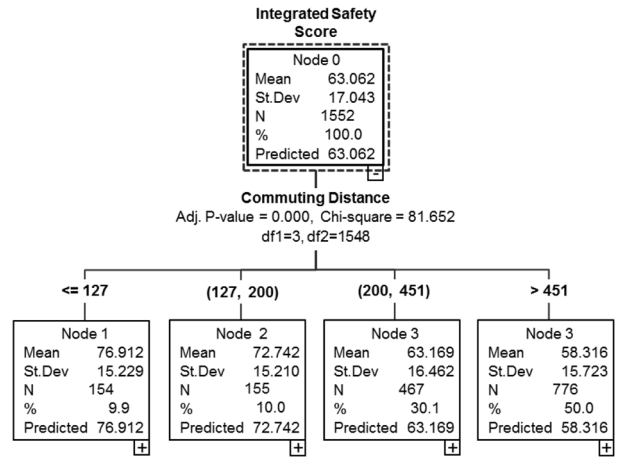 Integrated Safety
Score
Node 0
Mean 63.062
St.Dev 17.043
N 1552
% 100.0
Predicted 63.062
-
Commuting Distance
Adj. P-value = 0.000, Chi-square = 81.652
df1=3, df2=1548
<= 127
Node 1
Mean 76.912
St.Dev 15.229
N 154
% 9.9
Predicted 76.912
+
(127, 200)
Node 2
Mean 72.742
St.Dev 15.210
N 155
% 10.0
Predicted 72.742
+
(200, 451)
Node 3
Mean 63.169
St.Dev 16.462
N 467
% 30.1
Predicted 63.169
+
> 451
Node 3
Mean 58.316
St.Dev 15.723
N 776
% 50.0
Predicted 58.316
+